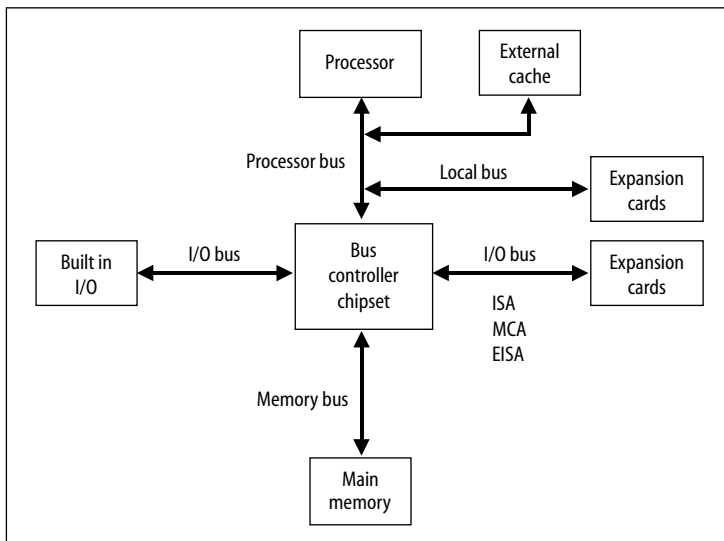 Processor
External
cache
Processor bus
Local bus
Expansion
cards
Built in
I/O
I/O bus
Bus
controller
chipset
I/O bus
Expansion
cards
ISA
MCA
EISA
Memory bus
Main
memory